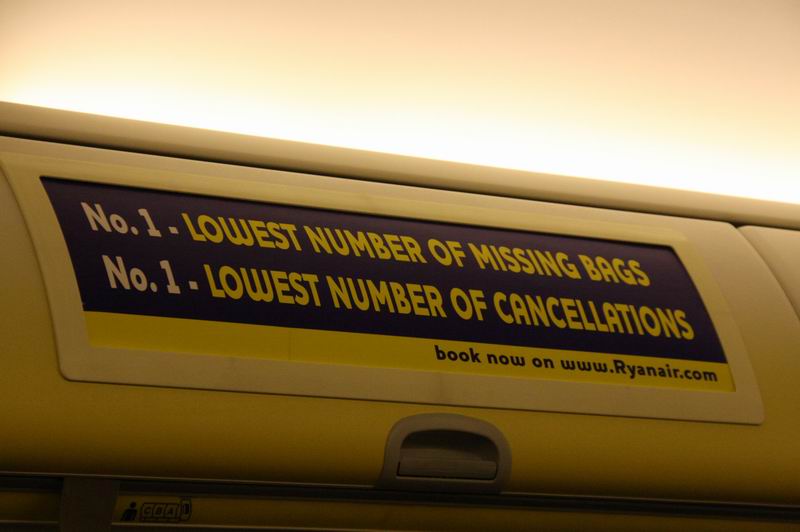 No. 1 - LOWEST NUMBER OF MISSING BAGS
No. 1 - LOWEST NUMBER OF CANCELLATIONS
book now on www.Ryanair.com